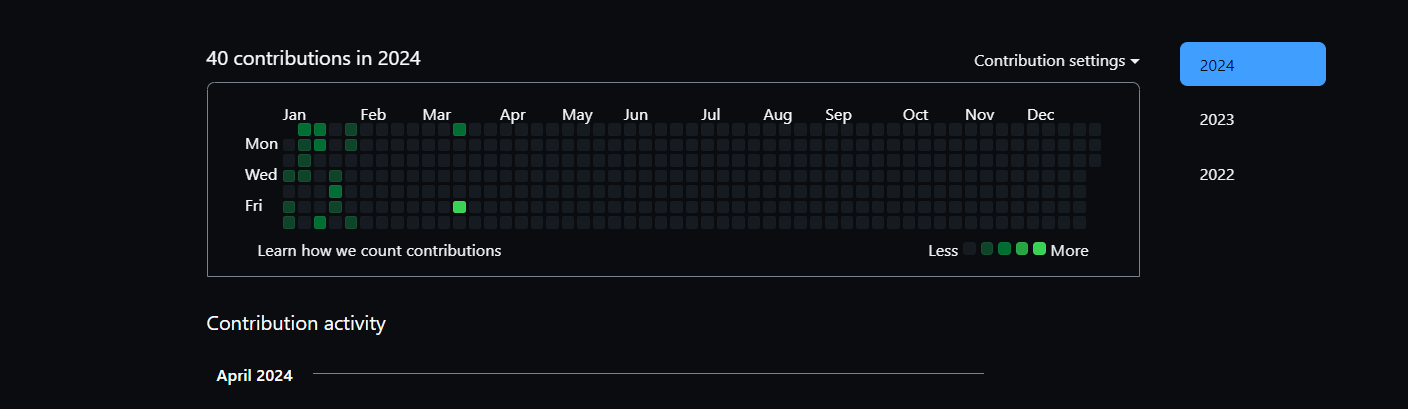 40 contributions in 2024
Contribution settings
2024
2023
2022
Jan Feb Mar Apr May Jun Jul Aug Sep Oct Nov Dec
Mon
Wed
Fri
Learn how we count contributions
Less More
Contribution activity
April 2024